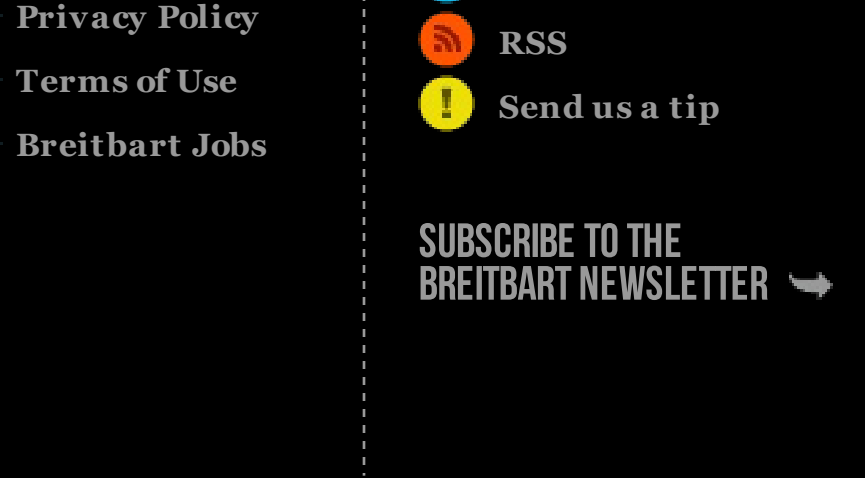 Privacy Policy
Terms of Use
Breitbart Jobs
RSS
Send us a tip
SUBSCRIBE TO THE
BREITBART NEWSLETTER